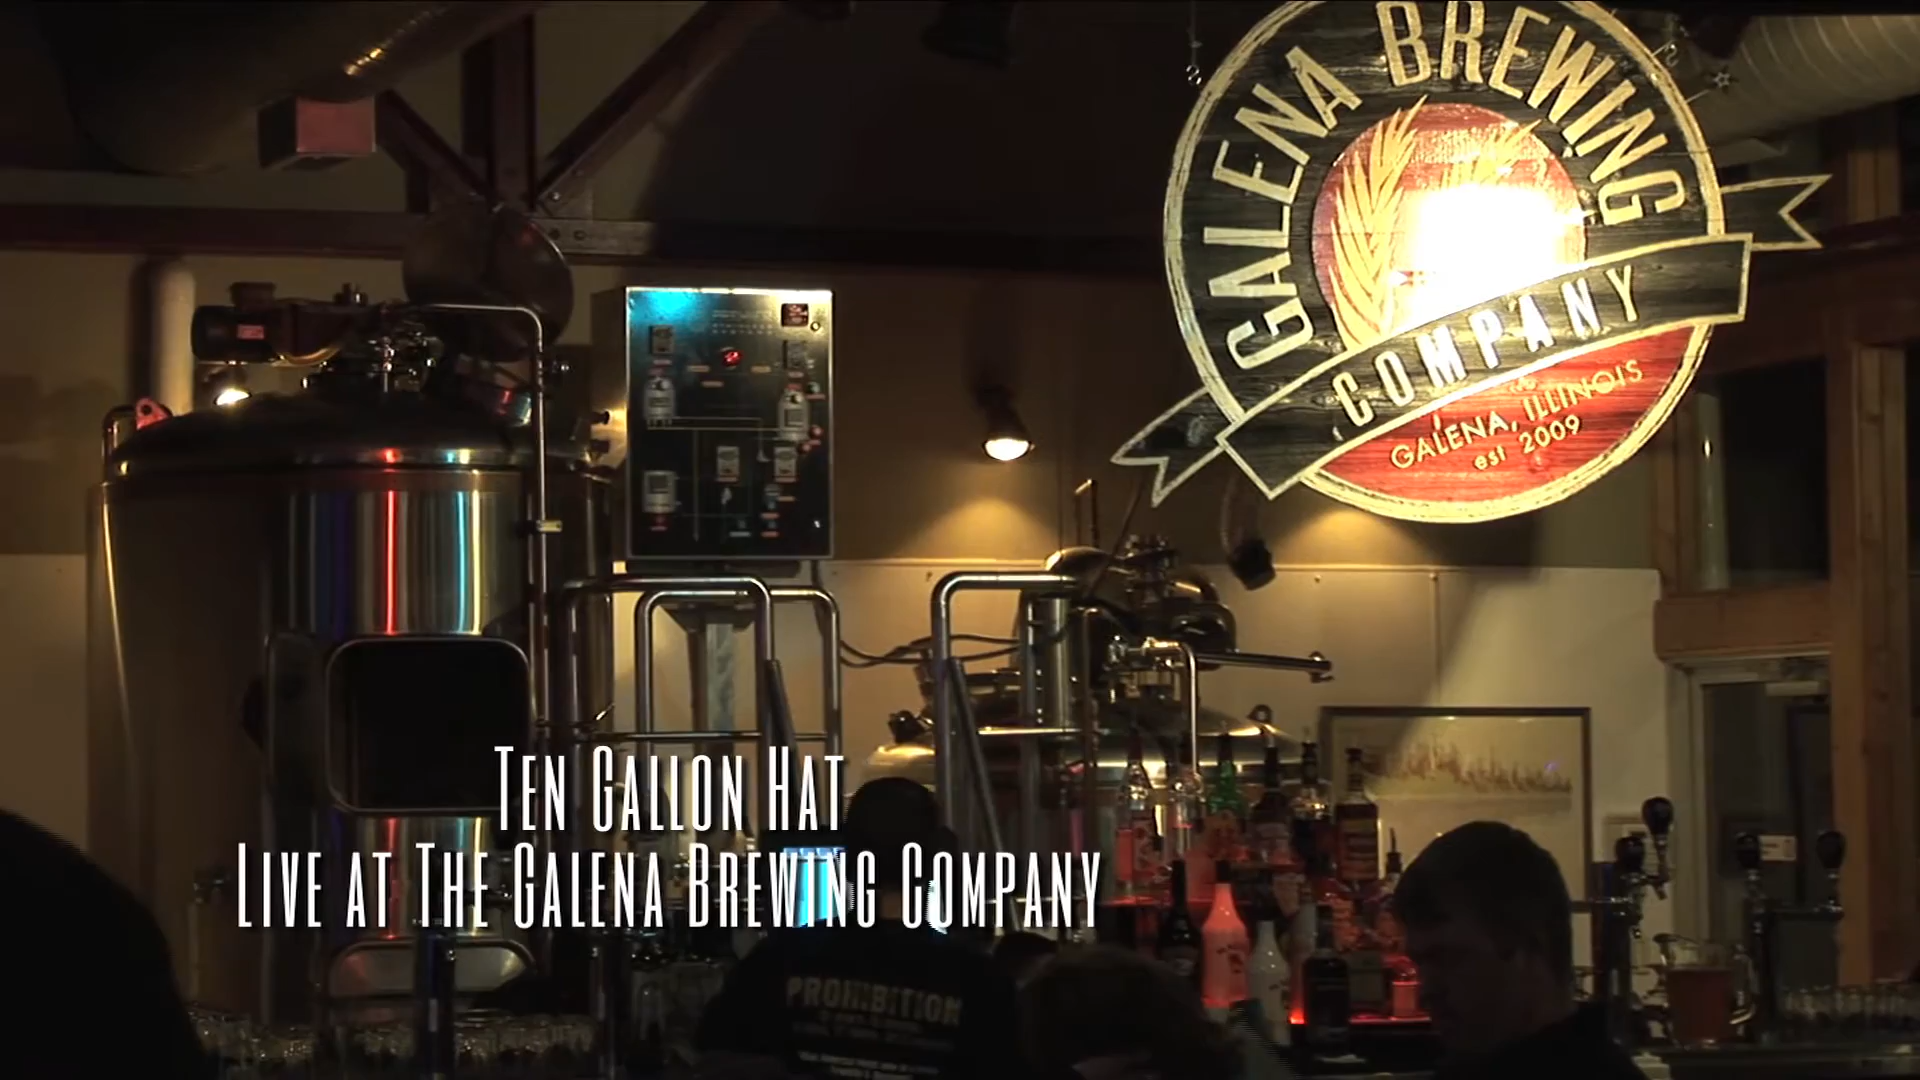 GALENA BREWING
COMPANY
GALENA, ILLINOIS
est 2009
TEN GALLON HAT
LIVE AT THE GALENA BREWING COMPANY
PROHIBITION